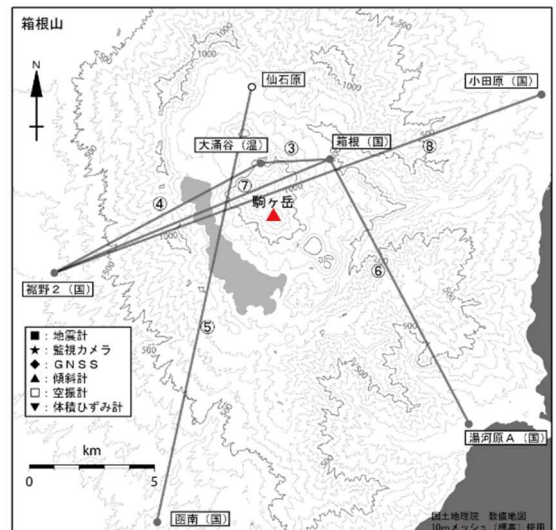 箱根山
N
仙石原
小田原（国）
大涌谷（温）
③
箱根（国）
⑧
④
⑦
駒ヶ岳
裾野２（国）
⑥
⑤
■：地震計
★：監視カメラ
◆：ＧＮＳＳ
▲：傾斜計
□：空振計
▼：体積ひずみ計
km
0 5
湯河原Ａ（国）
函南（国）
国土地理院 数値地図
10mメッシュ（標高）使用
500
500
500
500
500
500
1000
1000
1000
1000